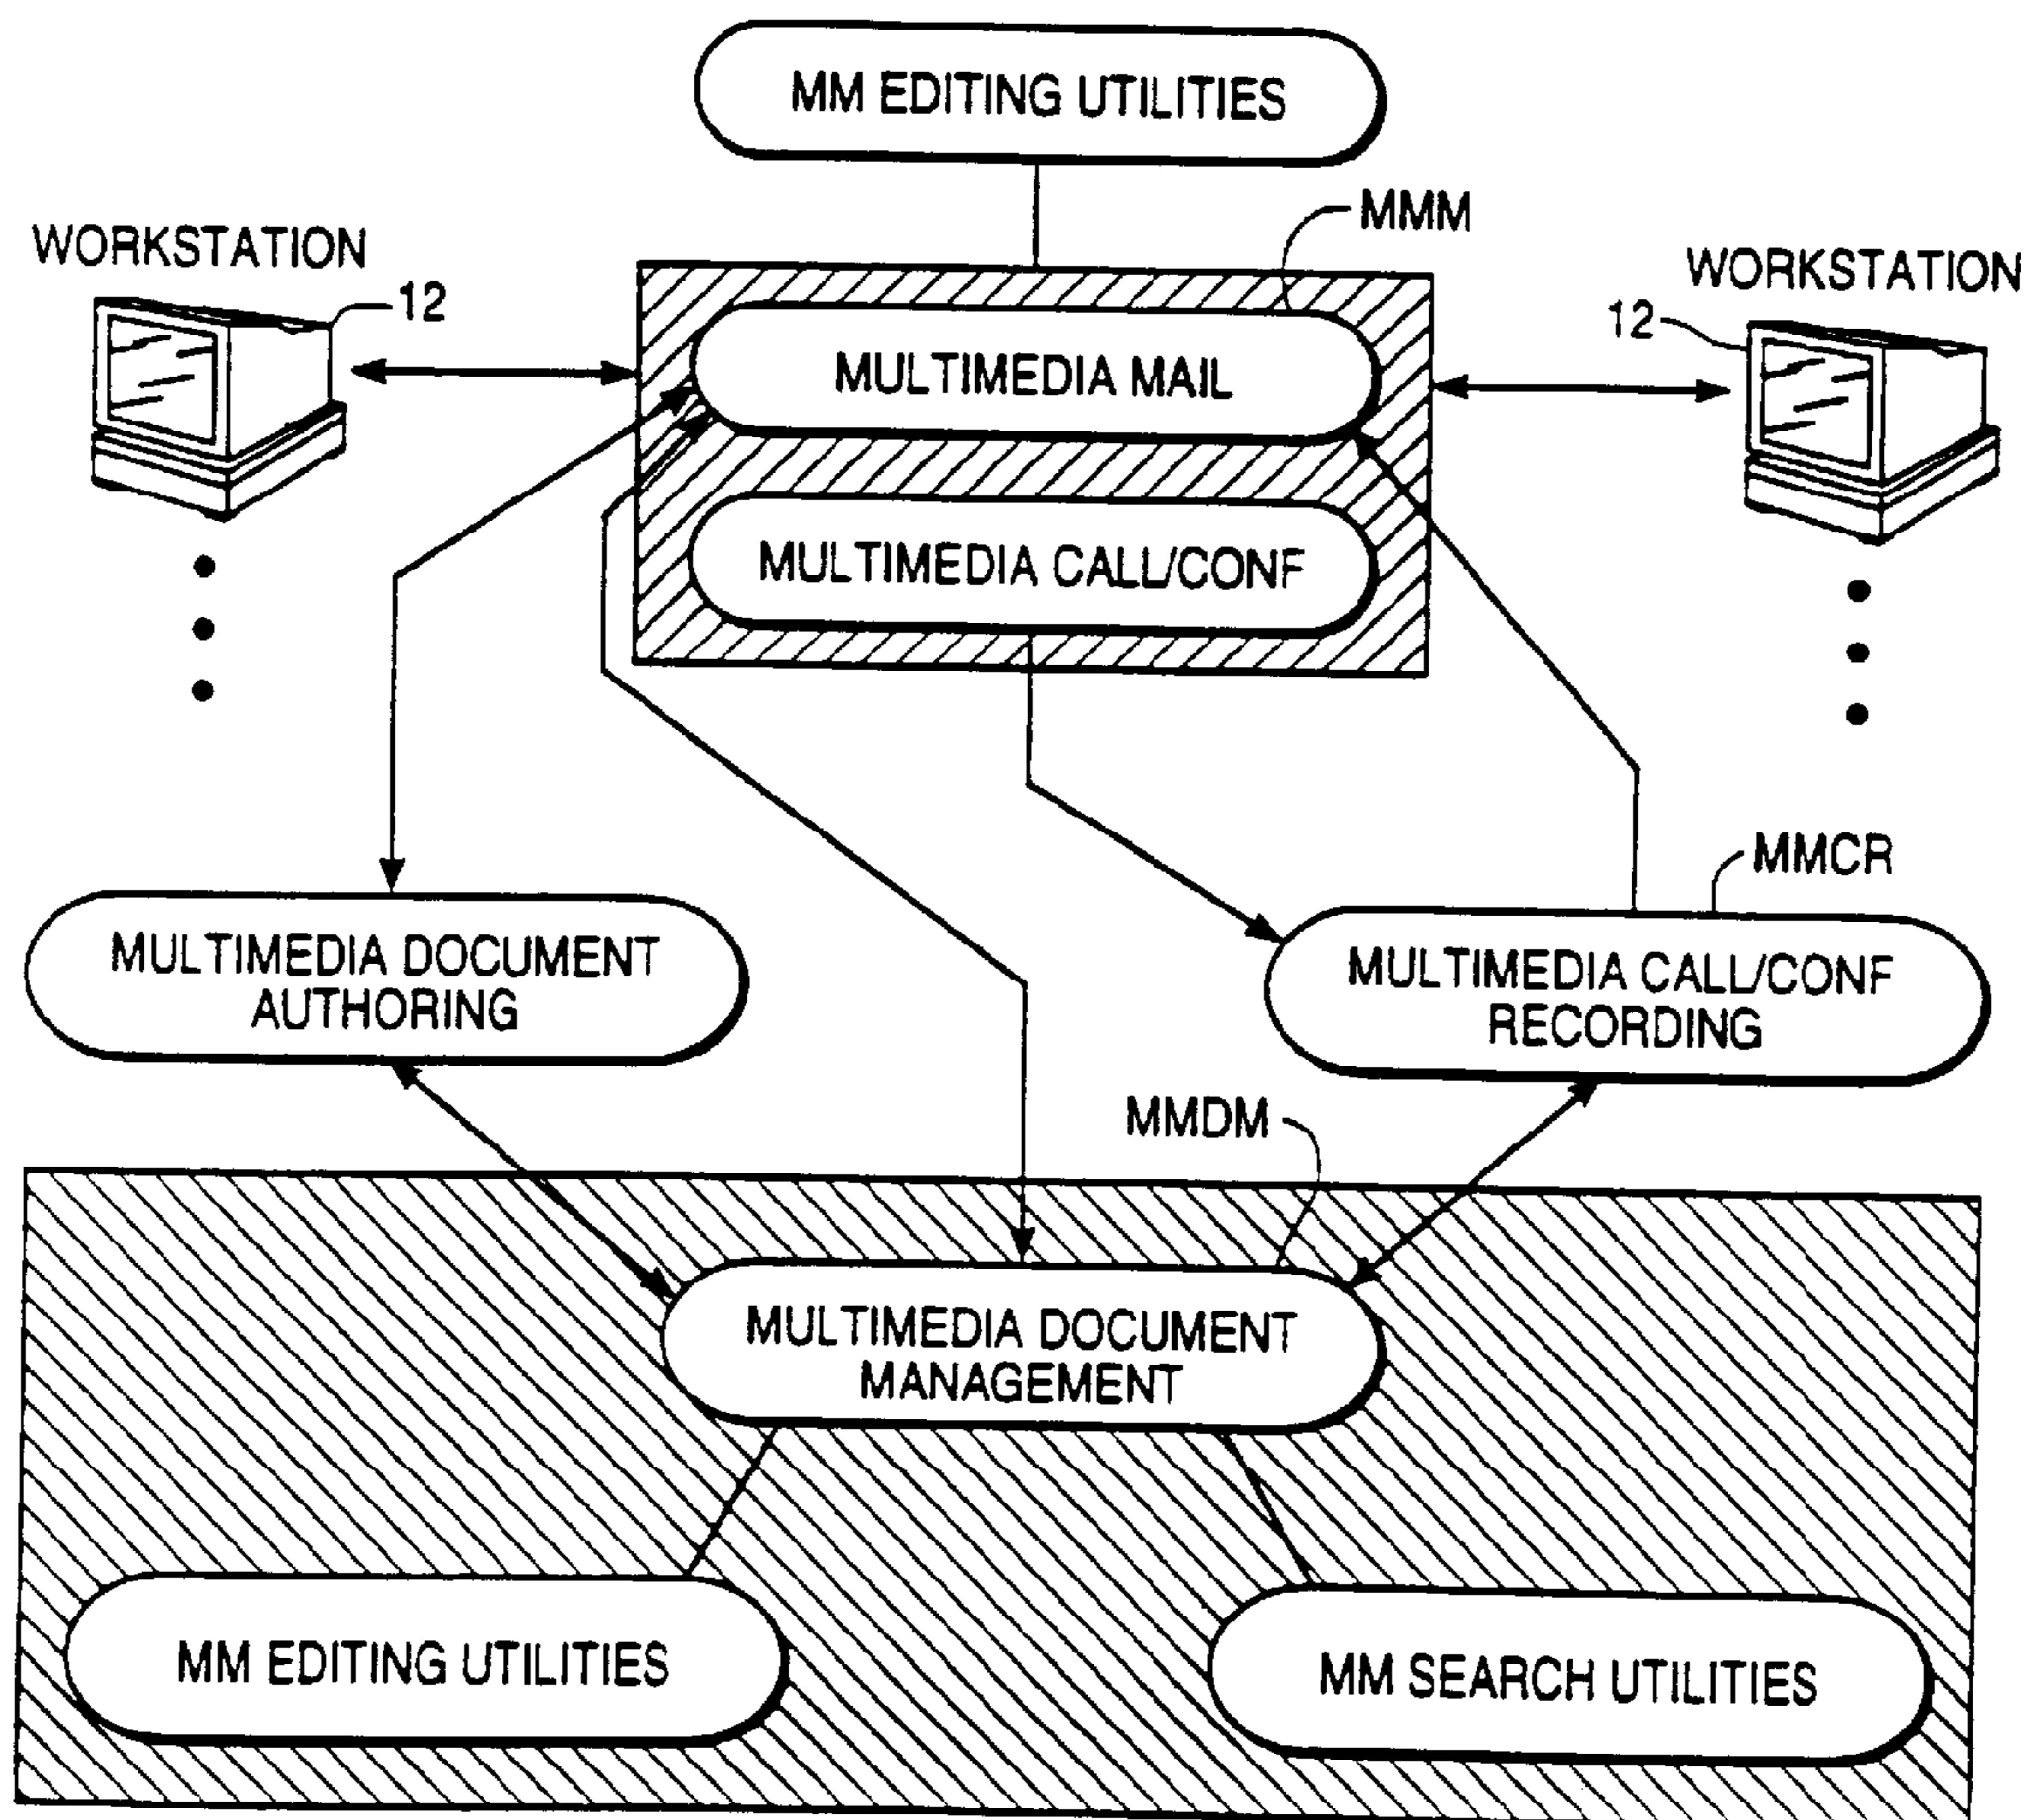 MM EDITING UTILITIES
MMM
WORKSTATION
12
WORKSTATION
12
MULTIMEDIA MAIL
MULTIMEDIA CALL/CONF
MMCR
MULTIMEDIA DOCUMENT
AUTHORING
MULTIMEDIA CALL/CONF
RECORDING
MMDM
MULTIMEDIA DOCUMENT
MANAGEMENT
MM EDITING UTILITIES
MM SEARCH UTILITIES